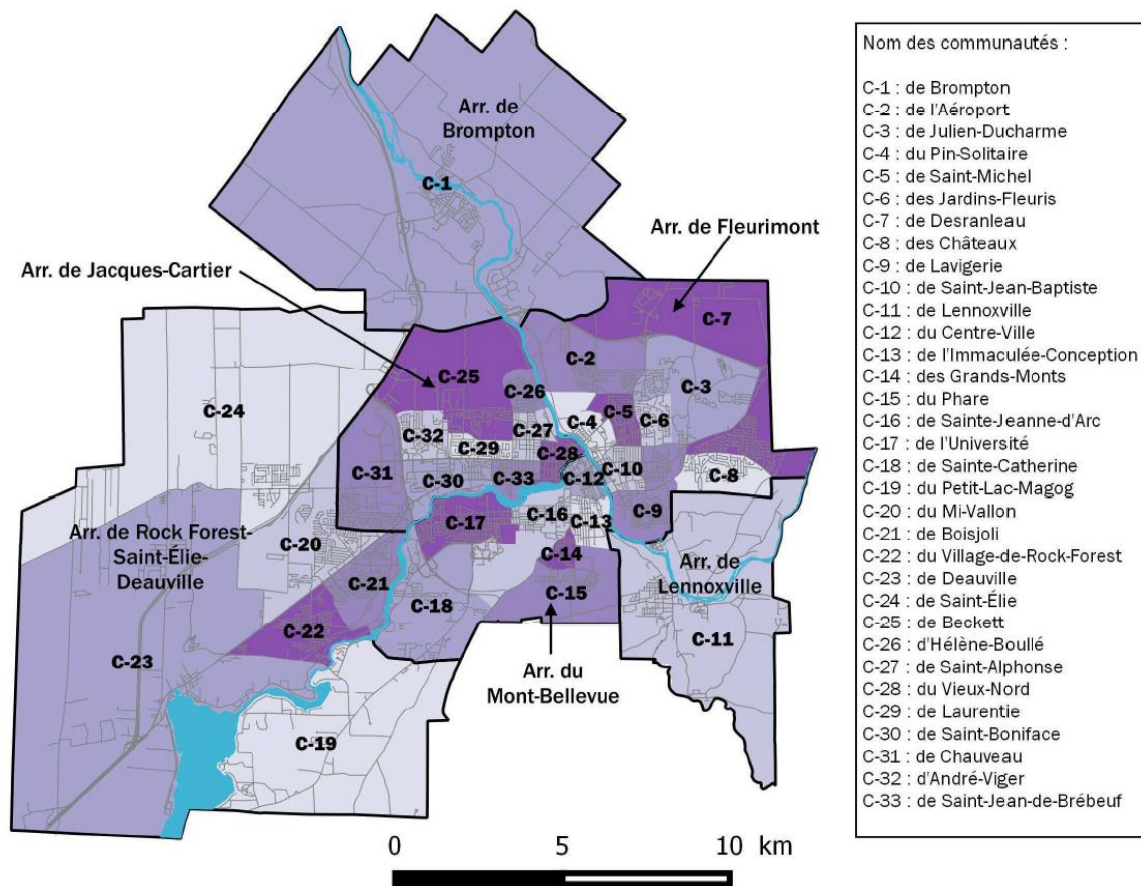 Arr. de
Brompton
C-1
Arr. de Fleurimont
Arr. de Jacques-Cartier
C-7
C-2
C-25
C-3
C-26
C-24
C-4
C-5
C-6
C-32
C-27
C-29
C-28
C-8
C-31
C-30
C-33
C-12
C-10
C-16
C-9
C-17
C-13
Arr. de Rock Forest-
Saint-Élie-
Deauville
C-20
C-14
Arr. de
Lennoxville
C-21
C-18
C-15
C-22
C-11
C-23
Arr. du
Mont-Bellevue
C-19
0 5 10 km
Nom des communautés :
C-1 : de Brompton
C-2 : de l'Aéroport
C-3 : de Julien-Ducharme
C-4 : du Pin-Solitaire
C-5 : de Saint-Michel
C-6 : des Jardins-Fleuris
C-7 : de Desranleau
C-8 : des Châteaux
C-9 : de Lavigerie
C-10 : de Saint-Jean-Baptiste
C-11 : de Lennoxville
C-12 : du Centre-Ville
C-13 : de l'Immaculée-Conception
C-14 : des Grands-Monts
C-15 : du Phare
C-16 : de Sainte-Jeanne-d'Arc
C-17 : de l'Université
C-18 : de Sainte-Catherine
C-19 : du Petit-Lac-Magog
C-20 : du Mi-Vallon
C-21 : de Boisjoli
C-22 : du Village-de-Rock-Forest
C-23 : de Deauville
C-24 : de Saint-Élie
C-25 : de Beckett
C-26 : d'Hélène-Boullé
C-27 : de Saint-Alphonse
C-28 : du Vieux-Nord
C-29 : de Laurentie
C-30 : de Saint-Boniface
C-31 : de Chauveau
C-32 : d'André-Viger
C-33 : de Saint-Jean-de-Brébeuf